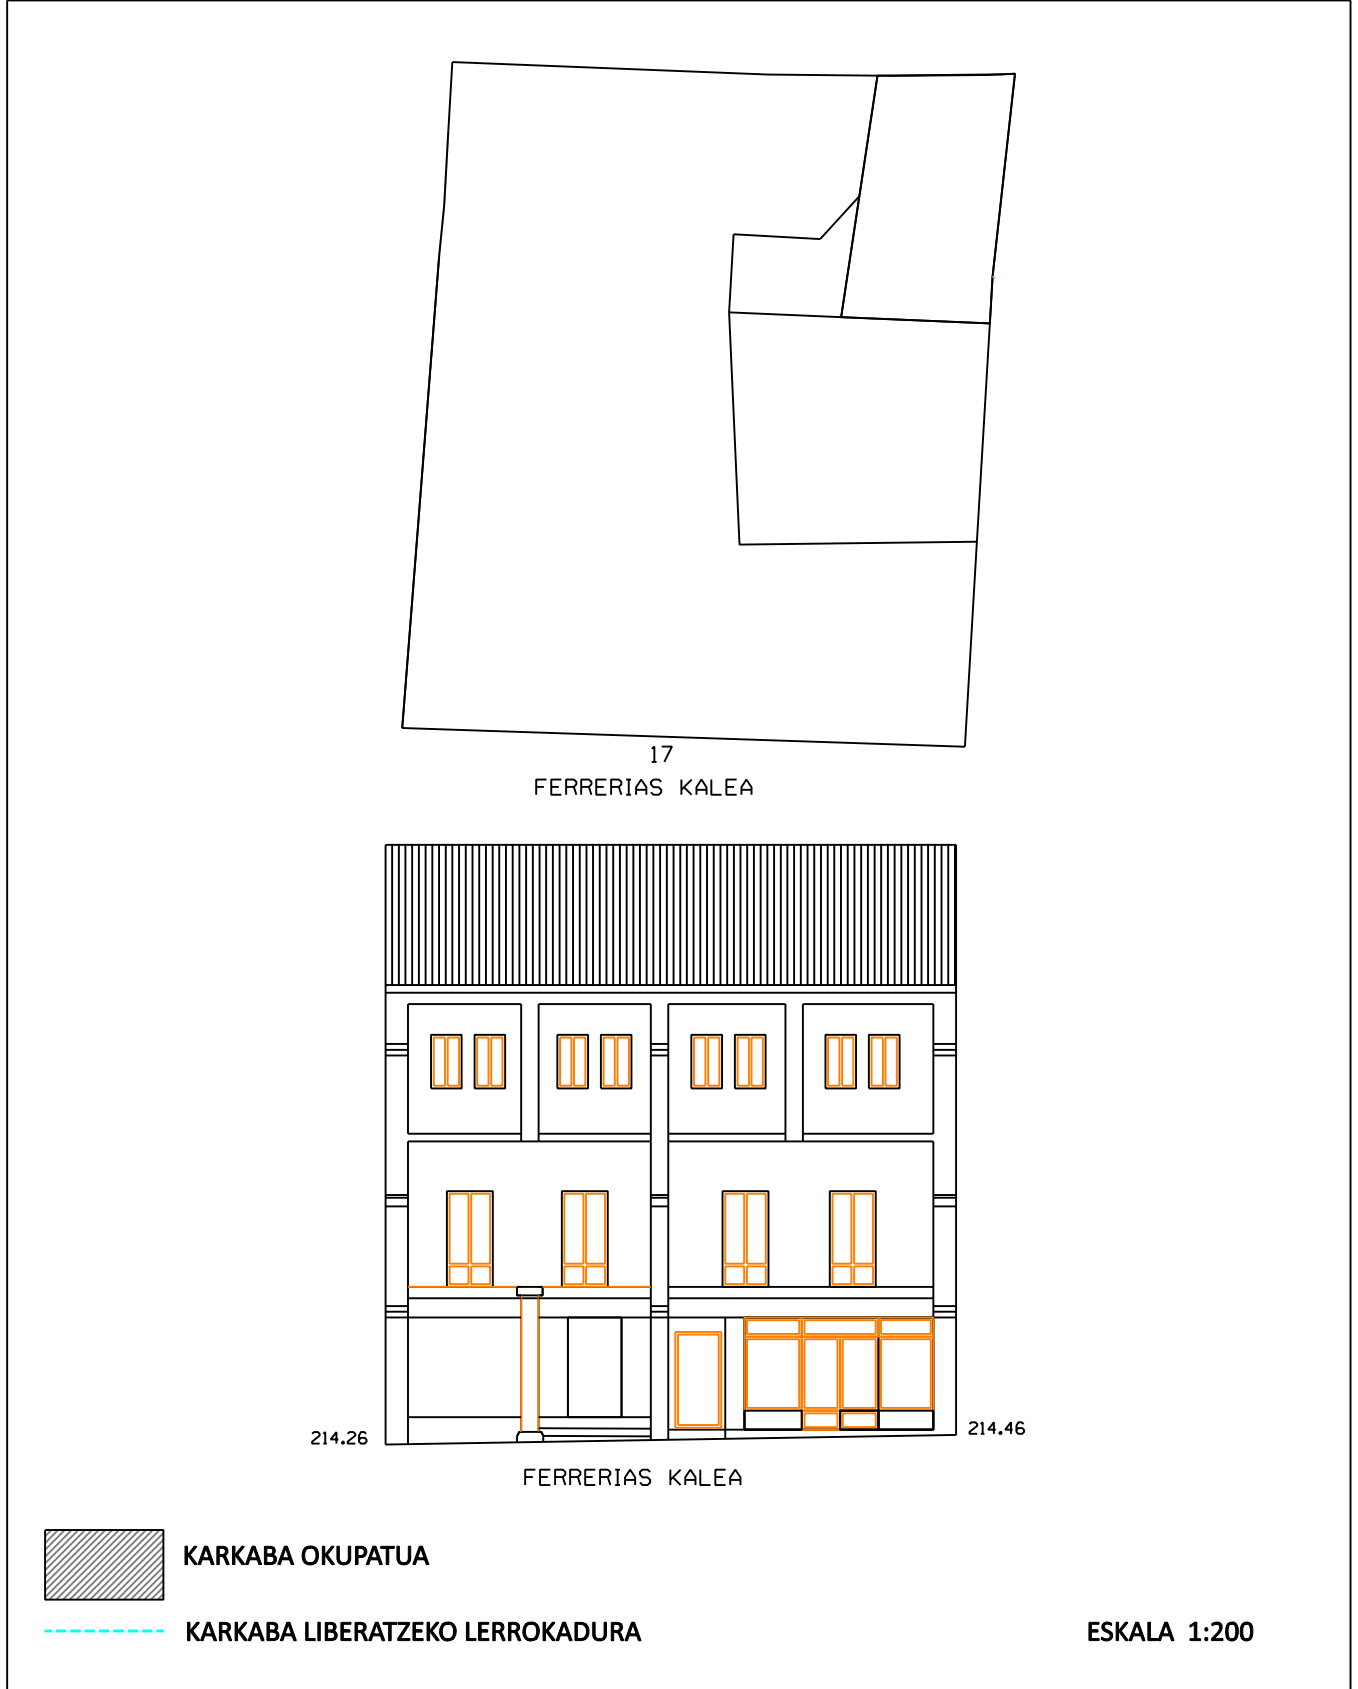 17
FERRERIAS KALEA
214.26
214.46
FERRERIAS KALEA
KARKABA OKUPATUA
KARKABA LIBERATZEKO LERROKADURA
ESKALA 1:200